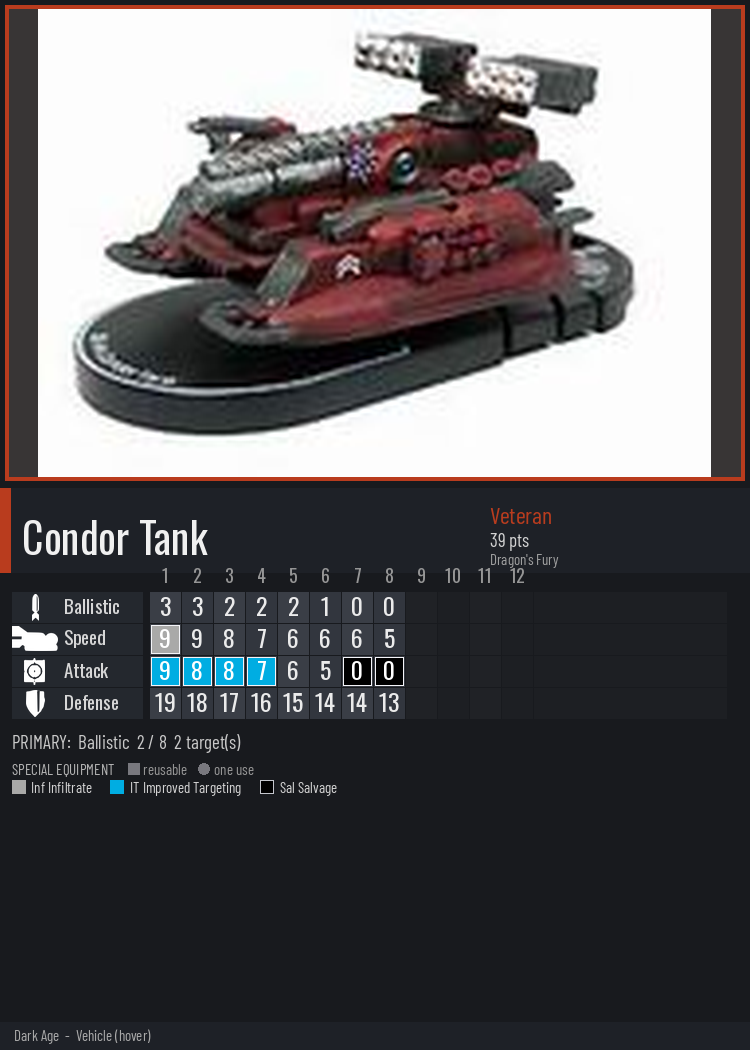 Condor Tank
Veteran
39 pts
Dragon's Fury
1 2 3 4 5 6 7 8 9 10 11 12
Ballistic 3 3 2 2 2 1 0 0
Speed 9 9 8 7 6 6 6 5
Attack 9 8 8 7 6 5 0 0
Defense 19 18 17 16 15 14 14 13
PRIMARY: Ballistic 2 / 8 2 target(s)
SPECIAL EQUIPMENT reusable one use
Inf Infiltrate IT Improved Targeting Sal Salvage
Dark Age - Vehicle (hover)